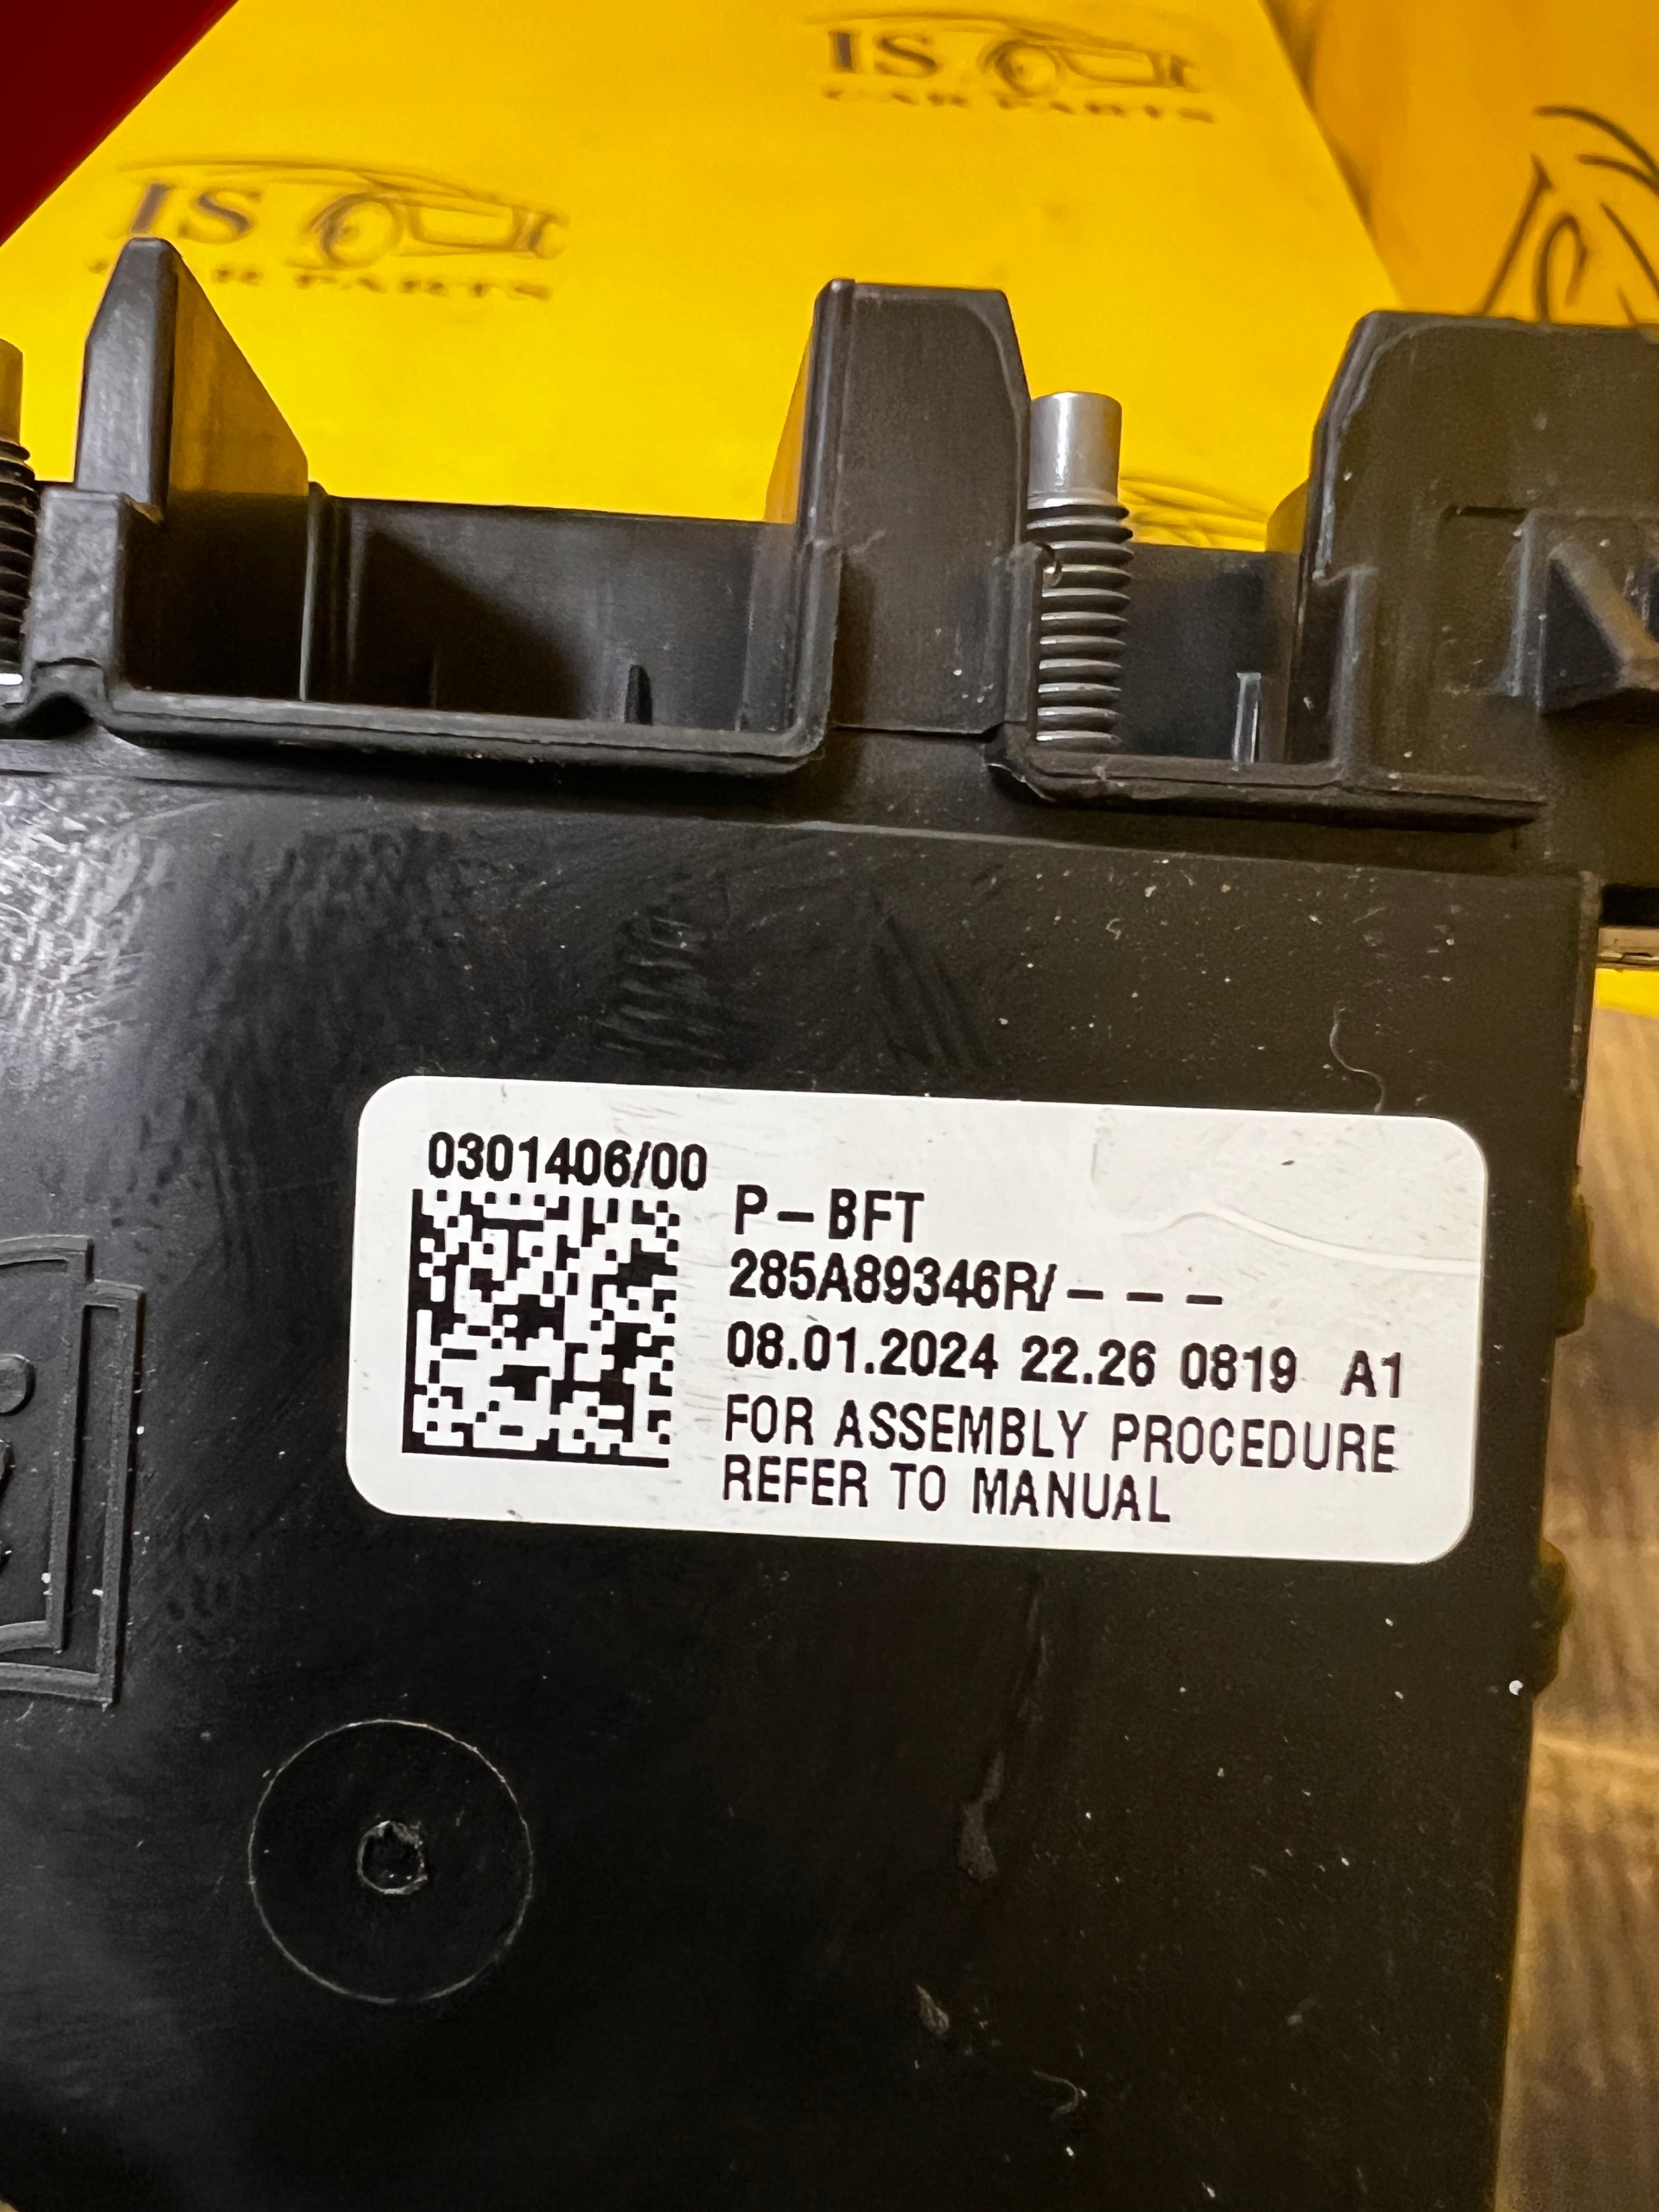 IS
CAR PARTS
IS
CAR PARTS
0301406/00
P-BFT
285A89346R/---
08.01.2024 22.26 0819 A1
FOR ASSEMBLY PROCEDURE
REFER TO MANUAL